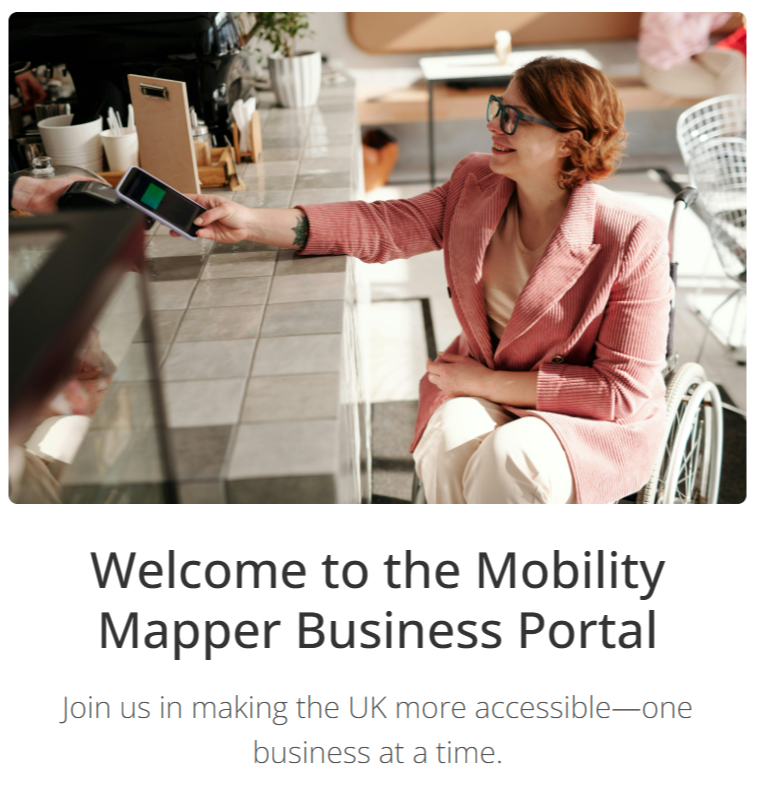 Welcome to the Mobility
Mapper Business Portal
Join us in making the UK more accessible—one
business at a time.